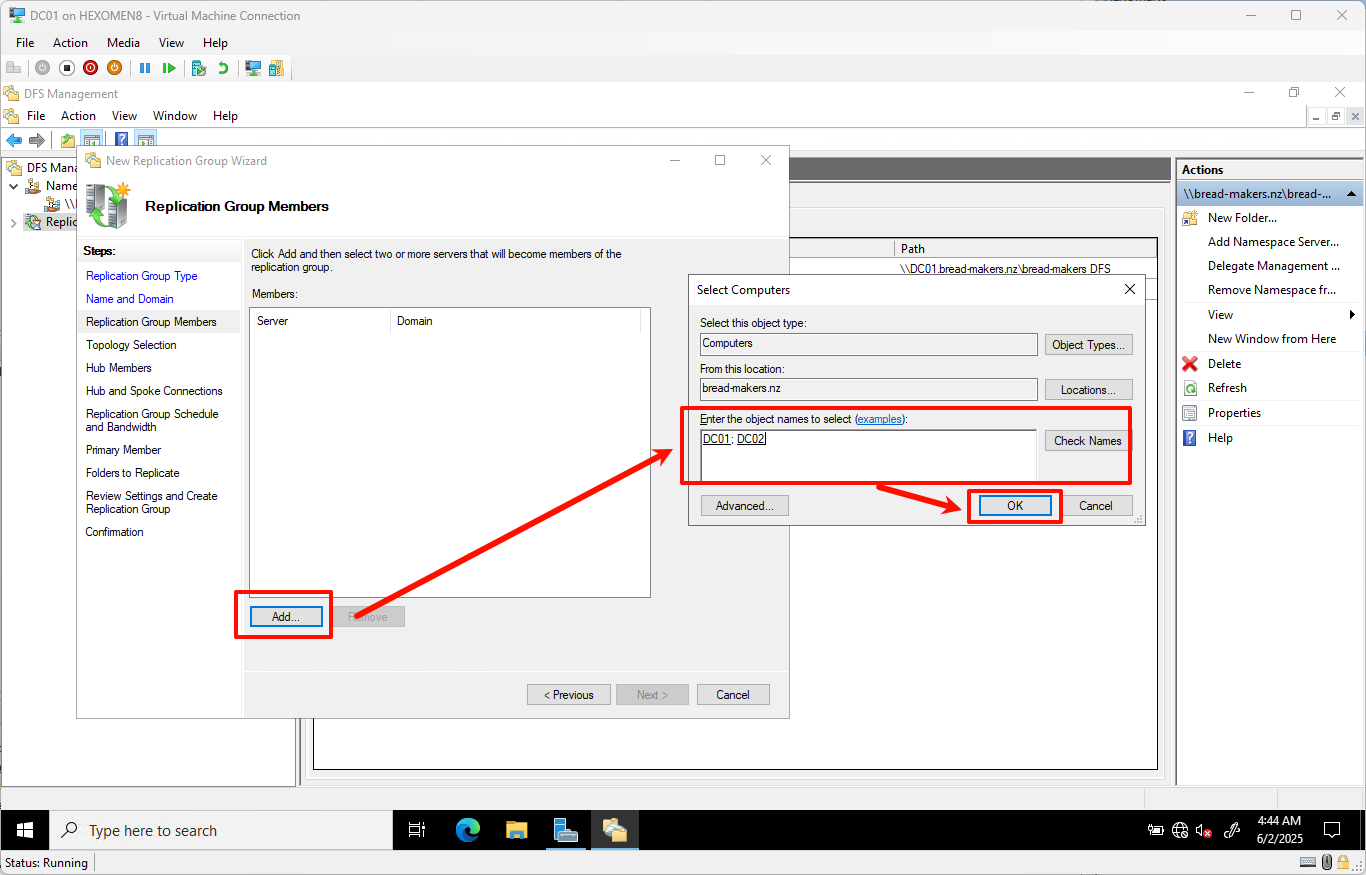 DC01 on HEXOMEN8 - Virtual Machine Connection
File Action Media View Help
DFS Management
File Action View Window Help
DFS Mana
Name
\\
Replic
New Replication Group Wizard
Replication Group Members
Steps:
Replication Group Type
Name and Domain
Replication Group Members
Topology Selection
Hub Members
Hub and Spoke Connections
Replication Group Schedule
and Bandwidth
Primary Member
Folders to Replicate
Review Settings and Create
Replication Group
Confirmation
Click Add and then select two or more servers that will become members of the
replication group.
Members:
Server Domain
Add... Remove
< Previous Next > Cancel
Path
\\DC01.bread-makers.nz\bread-makers DFS
Select Computers
Select this object type:
Computers Object Types...
From this location:
bread-makers.nz Locations...
Enter the object names to select (examples):
DC01; DC02 Check Names
Advanced... OK Cancel
Actions
\\bread-makers.nz\bread-...
New Folder...
Add Namespace Server...
Delegate Management ...
Remove Namespace fr...
View
New Window from Here
Delete
Refresh
Properties
Help
Type here to search
4:44 AM
6/2/2025
Status: Running